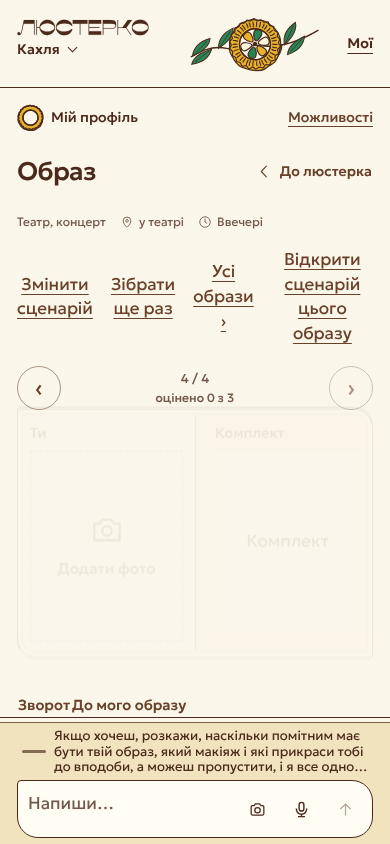 ЛЮСТЕРКО
Кахля
Мої
Мій профіль
Можливості
Образ
До люстерка
Театр, концерт
у театрі
Ввечері
Змінити
сценарій
Зібрати
ще раз
Усі
образи
›
Відкрити
сценарій
цього
образу
‹
4 / 4
оцінено 0 з 3
›
Ти
Комплект
Додати фото
Комплект
Зворот До мого образу
Якщо хочеш, розкажи, наскільки помітним має
бути твій образ, який макіяж і які прикраси тобі
до вподоби, а можеш пропустити, і я все одно…
Напиши…